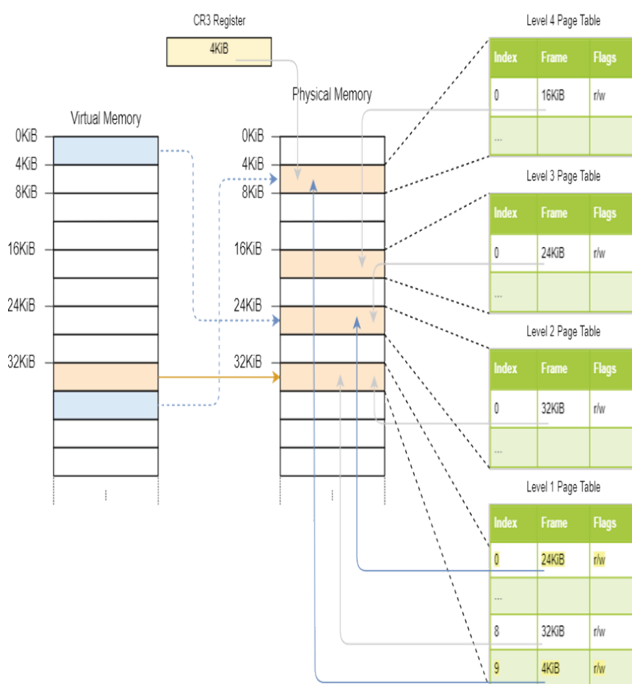 CR3 Register
4KiB
Virtual Memory
0KiB
4KiB
8KiB
16KiB
24KiB
32KiB
Physical Memory
0KiB
4KiB
8KiB
16KiB
24KiB
32KiB
Level 4 Page Table
Index Frame Flags
0 16KiB r/w
....
Level 3 Page Table
Index Frame Flags
0 24KiB r/w
....
Level 2 Page Table
Index Frame Flags
0 32KiB r/w
....
Level 1 Page Table
Index Frame Flags
0 24KiB r/w
....
8 32KiB r/w
9 4KiB r/w